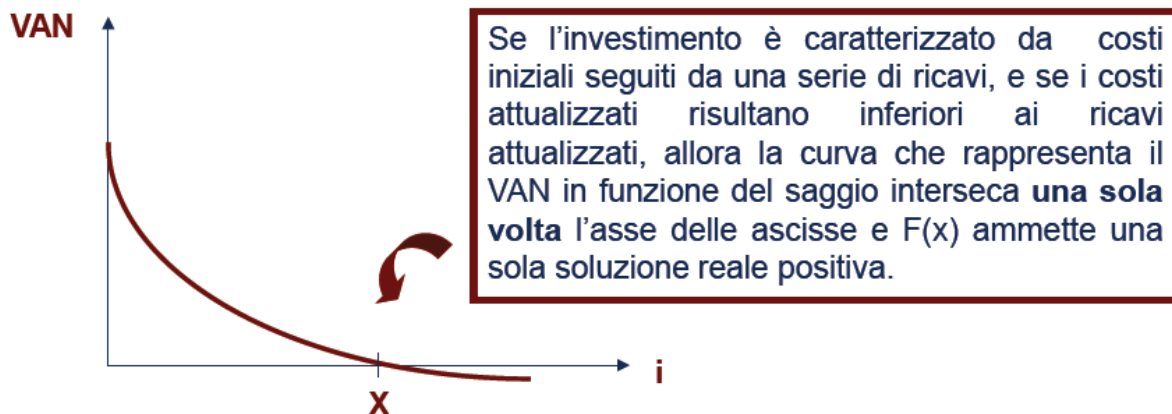 VAN
Se l’investimento è caratterizzato da costi
iniziali seguiti da una serie di ricavi, e se i costi
attualizzati risultano inferiori ai ricavi
attualizzati, allora la curva che rappresenta il
VAN in funzione del saggio interseca una sola
volta l’asse delle ascisse e F(x) ammette una
sola soluzione reale positiva.
i
X